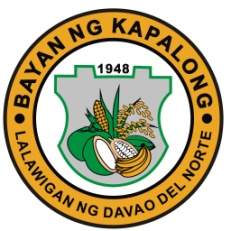 BAYAN NG KAPALONG
1948
LALAWIGAN NG DAVAO DEL NORTE